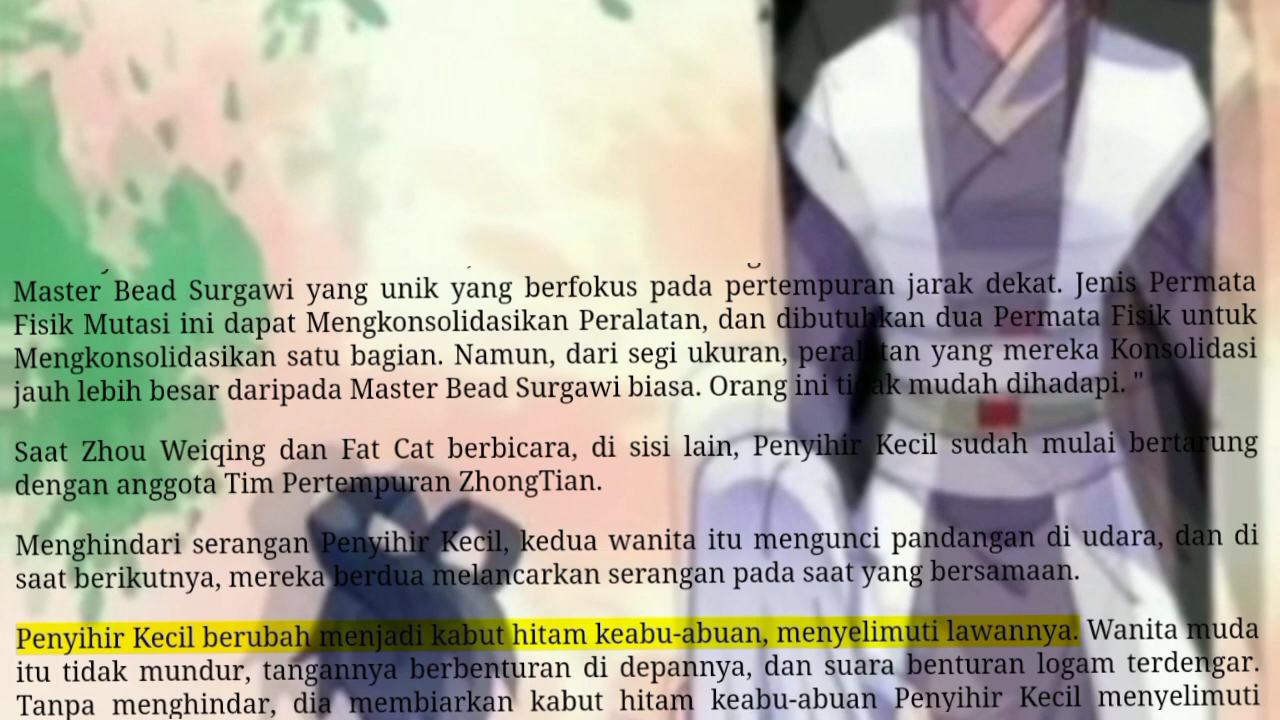 Master Bead Surgawi yang unik yang berfokus pada pertempuran jarak dekat. Jenis Permata
Fisik Mutasi ini dapat Mengkonsolidasikan Peralatan, dan dibutuhkan dua Permata Fisik untuk
Mengkonsolidasikan satu bagian. Namun, dari segi ukuran, peralatan yang mereka Konsolidasi
jauh lebih besar daripada Master Bead Surgawi biasa. Orang ini tidak mudah dihadapi. "
Saat Zhou Weiqing dan Fat Cat berbicara, di sisi lain, Penyihir Kecil sudah mulai bertarung
dengan anggota Tim Pertempuran ZhongTian.
Menghindari serangan Penyihir Kecil, kedua wanita itu mengunci pandangan di udara, dan di
saat berikutnya, mereka berdua melancarkan serangan pada saat yang bersamaan.
Penyihir Kecil berubah menjadi kabut hitam keabu-abuan, menyelimuti lawannya. Wanita muda
itu tidak mundur, tangannya berbenturan di depannya, dan suara benturan logam terdengar.
Tanpa menghindar, dia membiarkan kabut hitam keabu-abuan Penyihir Kecil menyelimuti